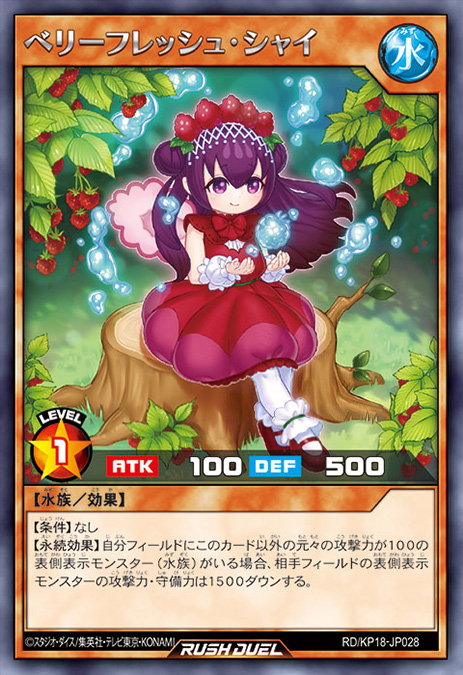 ベリーフレッシュ・シャイ
水
LEVEL
1
ATK 100 DEF 500
【水族/効果】
【条件】なし
【永続効果】自分フィールドにこのカード以外の元々の攻撃力が100の
表側表示モンスター(水族)がいる場合、相手フィールドの表側表示
モンスターの攻撃力・守備力は1500ダウンする。
©スタジオ・ダイス/集英社・テレビ東京・KONAMI RUSH DUEL RD/KP18-JP028